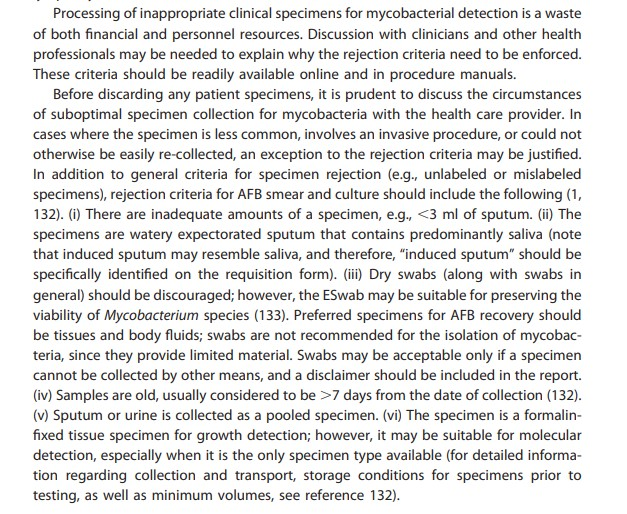 Processing of inappropriate clinical specimens for mycobacterial detection is a waste
of both financial and personnel resources. Discussion with clinicians and other health
professionals may be needed to explain why the rejection criteria need to be enforced.
These criteria should be readily available online and in procedure manuals.
Before discarding any patient specimens, it is prudent to discuss the circumstances
of suboptimal specimen collection for mycobacteria with the health care provider. In
cases where the specimen is less common, involves an invasive procedure, or could not
otherwise be easily re-collected, an exception to the rejection criteria may be justified.
In addition to general criteria for specimen rejection (e.g., unlabeled or mislabeled
specimens), rejection criteria for AFB smear and culture should include the following (1,
132). (i) There are inadequate amounts of a specimen, e.g., <3 ml of sputum. (ii) The
specimens are watery expectorated sputum that contains predominantly saliva (note
that induced sputum may resemble saliva, and therefore, “induced sputum” should be
specifically identified on the requisition form). (iii) Dry swabs (along with swabs in
general) should be discouraged; however, the ESwab may be suitable for preserving the
viability of Mycobacterium species (133). Preferred specimens for AFB recovery should
be tissues and body fluids; swabs are not recommended for the isolation of mycobac-
teria, since they provide limited material. Swabs may be acceptable only if a specimen
cannot be collected by other means, and a disclaimer should be included in the report.
(iv) Samples are old, usually considered to be >7 days from the date of collection (132).
(v) Sputum or urine is collected as a pooled specimen. (vi) The specimen is a formalin-
fixed tissue specimen for growth detection; however, it may be suitable for molecular
detection, especially when it is the only specimen type available (for detailed informa-
tion regarding collection and transport, storage conditions for specimens prior to
testing, as well as minimum volumes, see reference 132).